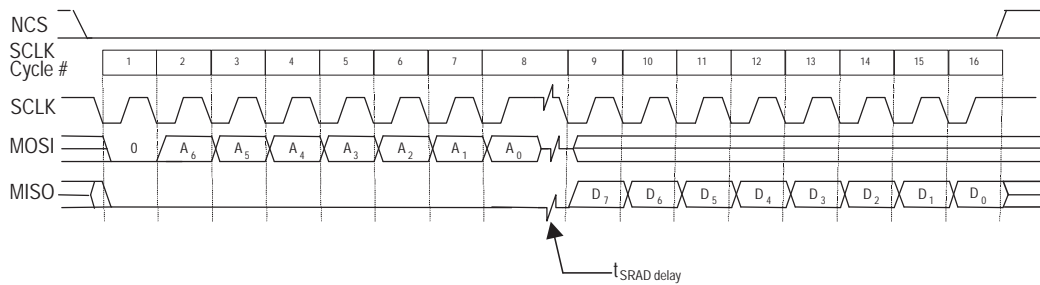 NCS
SCLK
Cycle # 1 2 3 4 5 6 7 8 9 10 11 12 13 14 15 16
SCLK
MOSI 0 A6 A5 A4 A3 A2 A1 A0
MISO D7 D6 D5 D4 D3 D2 D1 D0
tSRAD delay